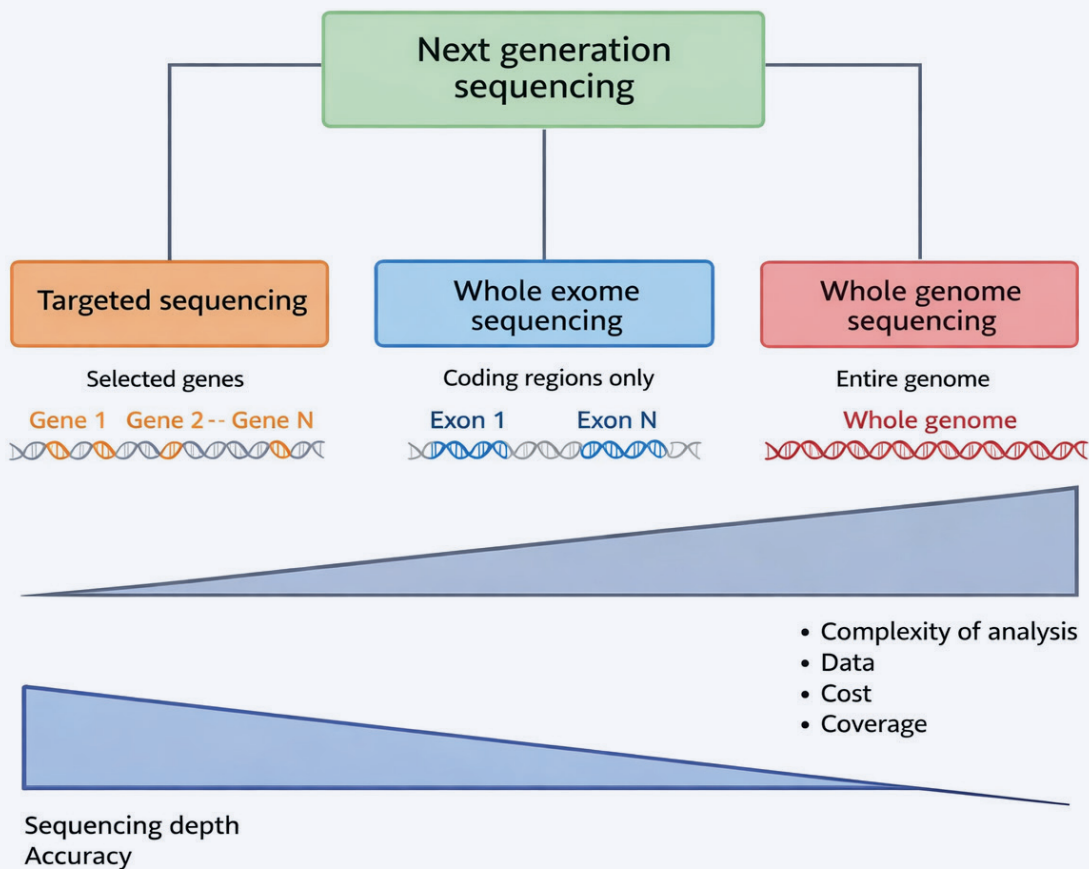 Next generation
sequencing
Targeted sequencing
Whole exome
sequencing
Whole genome
sequencing
Selected genes
Coding regions only
Entire genome
Gene 1 Gene 2 -- Gene N
Exon 1 Exon N
Whole genome
• Complexity of analysis
• Data
• Cost
• Coverage
Sequencing depth
Accuracy